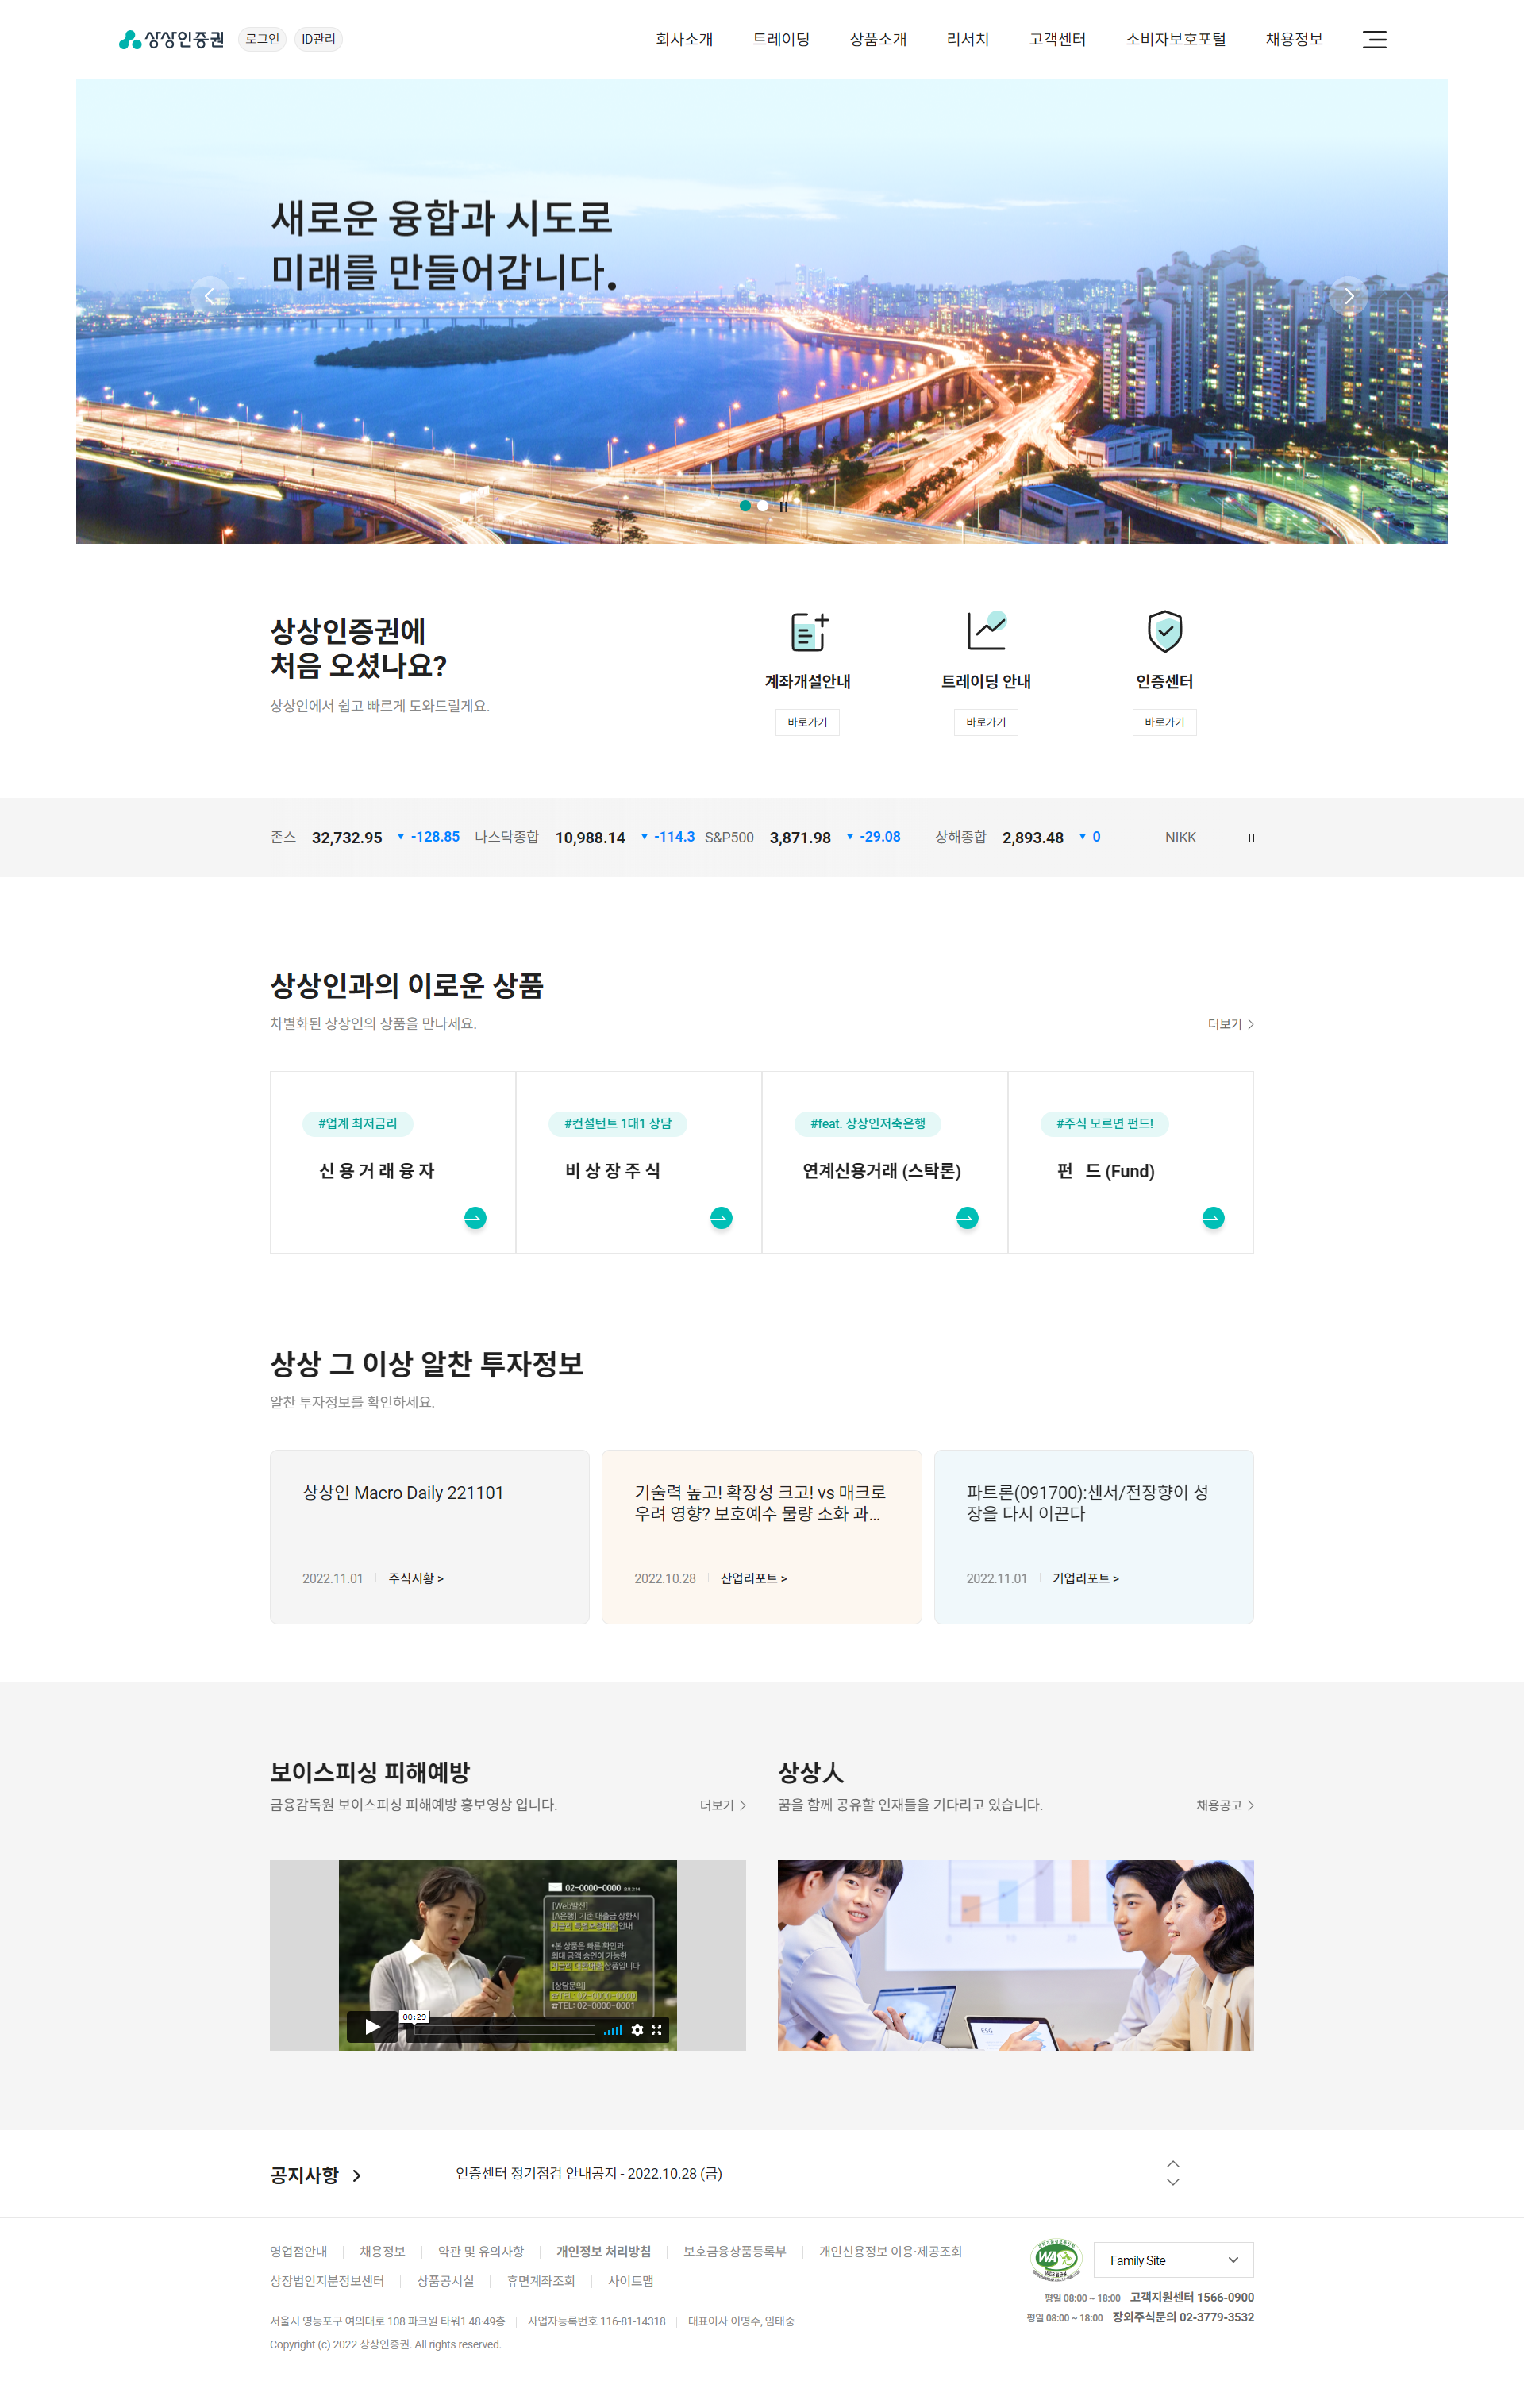 상상인증권 로그인 ID관리 회사소개 트레이딩 상품소개 리서치 고객센터 소비자보호포털 채용정보
새로운 융합과 시도로
미래를 만들어갑니다.
상상인증권에
처음 오셨나요?
상상인에서 쉽고 빠르게 도와드릴게요.
계좌개설안내 트레이딩 안내 인증센터
바로가기 바로가기 바로가기
존스 32,732.95 ▼ -128.85 나스닥종합 10,988.14 ▼ -114.3 S&P500 3,871.98 ▼ -29.08 상해종합 2,893.48 ▼ 0 NIKK
상상인과의 이로운 상품
차별화된 상상인의 상품을 만나세요.
더보기
#업계 최저금리 #컨설턴트 1대1 상담 #feat. 상상인저축은행 #주식 모르면 펀드!
신 용 거 래 융 자 비 상 장 주 식 연계신용거래 (스탁론) 펀 드 (Fund)
상상 그 이상 알찬 투자정보
알찬 투자정보를 확인하세요.
상상인 Macro Daily 221101
2022.11.01 주식시황 >
기술력 높고! 확장성 크고! vs 매크로
우려 영향? 보호예수 물량 소화 과...
2022.10.28 산업리포트 >
파트론(091700):센서/전장향이 성
장을 다시 이끈다
2022.11.01 기업리포트 >
보이스피싱 피해예방
금융감독원 보이스피싱 피해예방 홍보영상 입니다.
더보기
상상人
꿈을 함께 공유할 인재들을 기다리고 있습니다.
채용공고
02-0000-0000
[Web발신]
[A은행] 기존 대출금 상환시
안내
*본 상품은 빠른 확인과
최대 금액 승인이 가능한
상품입니다
[상담문의]
☎TEL: 02-0000-0000
☎TEL: 02-0000-0001
00:29
ESG
공지사항
인증센터 정기점검 안내공지 - 2022.10.28 (금)
영업점안내 채용정보 약관 및 유의사항 개인정보 처리방침 보호금융상품등록부 개인신용정보 이용·제공조회
상장법인지분정보센터 상품공시실 휴면계좌조회 사이트맵
서울시 영등포구 여의대로 108 파크원 타워1 48·49층 사업자등록번호 116-81-14318 대표이사 이명수, 임태중
Copyright (c) 2022 상상인증권. All rights reserved.
WA
Family Site
평일 08:00 ~ 18:00 고객지원센터 1566-0900
평일 08:00 ~ 18:00 장외주식문의 02-3779-3532